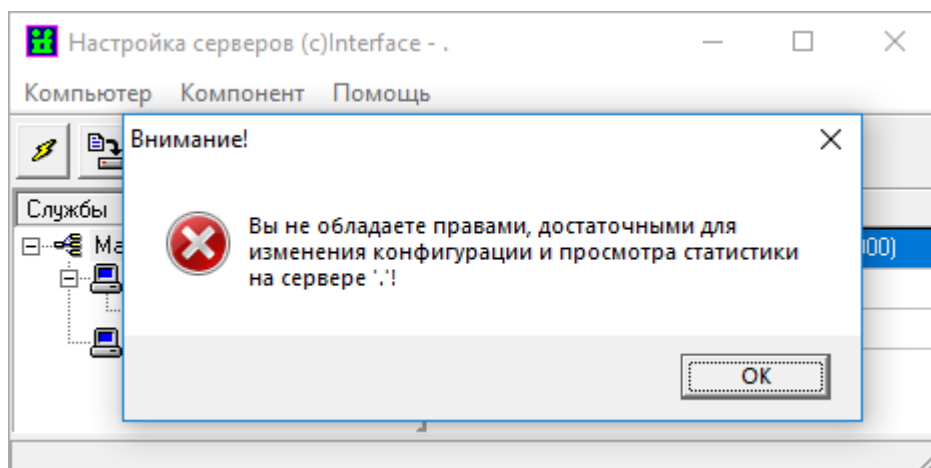 Настройка серверов (c)Interface - .
Компьютер Компонент Помощь
Внимание!
Службы
Вы не обладаете правами, достаточными для
изменения конфигурации и просмотра статистики
на сервере '.'!
OK